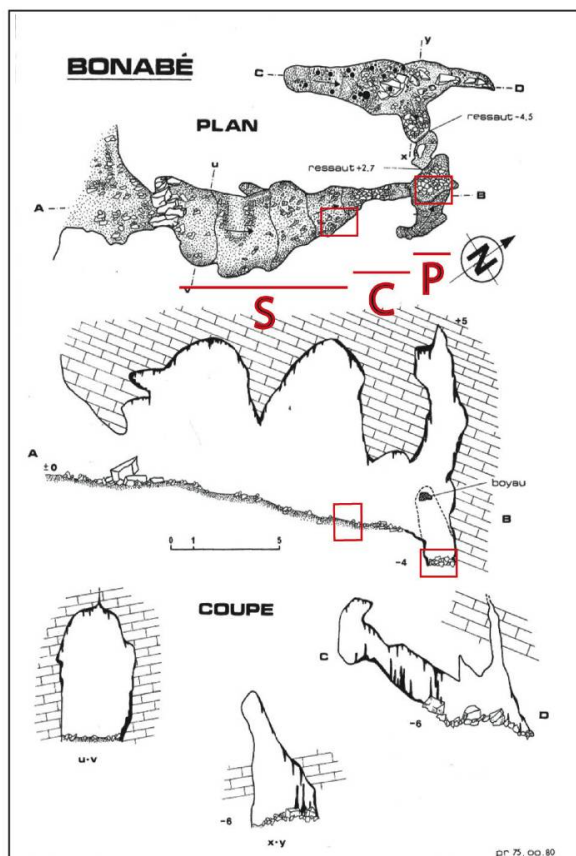 BONABÉ
y
C
D
PLAN
ressaut -4,5
x
u
ressaut +2,7
A
B
N
v
S
C
P
+5
A
±0
boyau
B
0 1 5
-4
COUPE
C
-6
D
u-v
-6
x-y
pr 75.oo.80